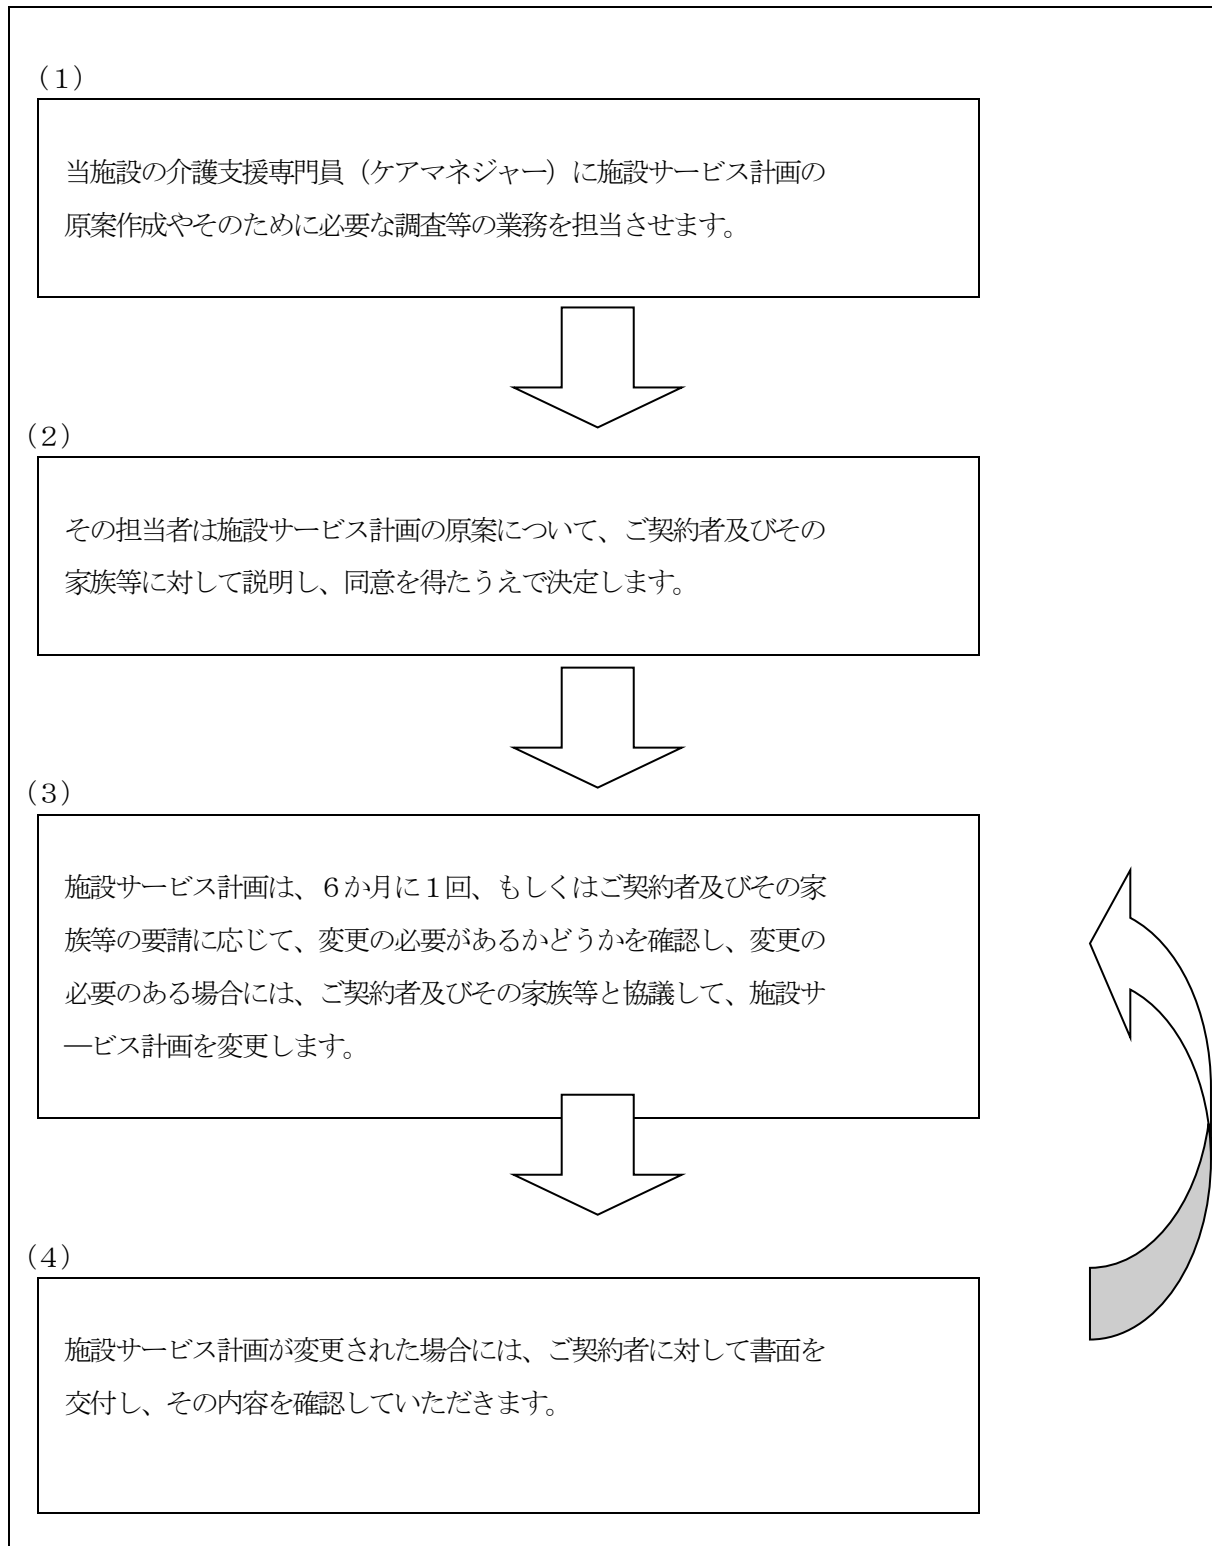 （１）
当施設の介護支援専門員（ケアマネジャー）に施設サービス計画の
原案作成やそのために必要な調査等の業務を担当させます。
（２）
その担当者は施設サービス計画の原案について、ご契約者及びその
家族等に対して説明し、同意を得たうえで決定します。
（３）
施設サービス計画は、６か月に１回、もしくはご契約者及びその家
族等の要請に応じて、変更の必要があるかどうかを確認し、変更の
必要のある場合には、ご契約者及びその家族等と協議して、施設サ
―ビス計画を変更します。
（４）
施設サービス計画が変更された場合には、ご契約者に対して書面を
交付し、その内容を確認していただきます。